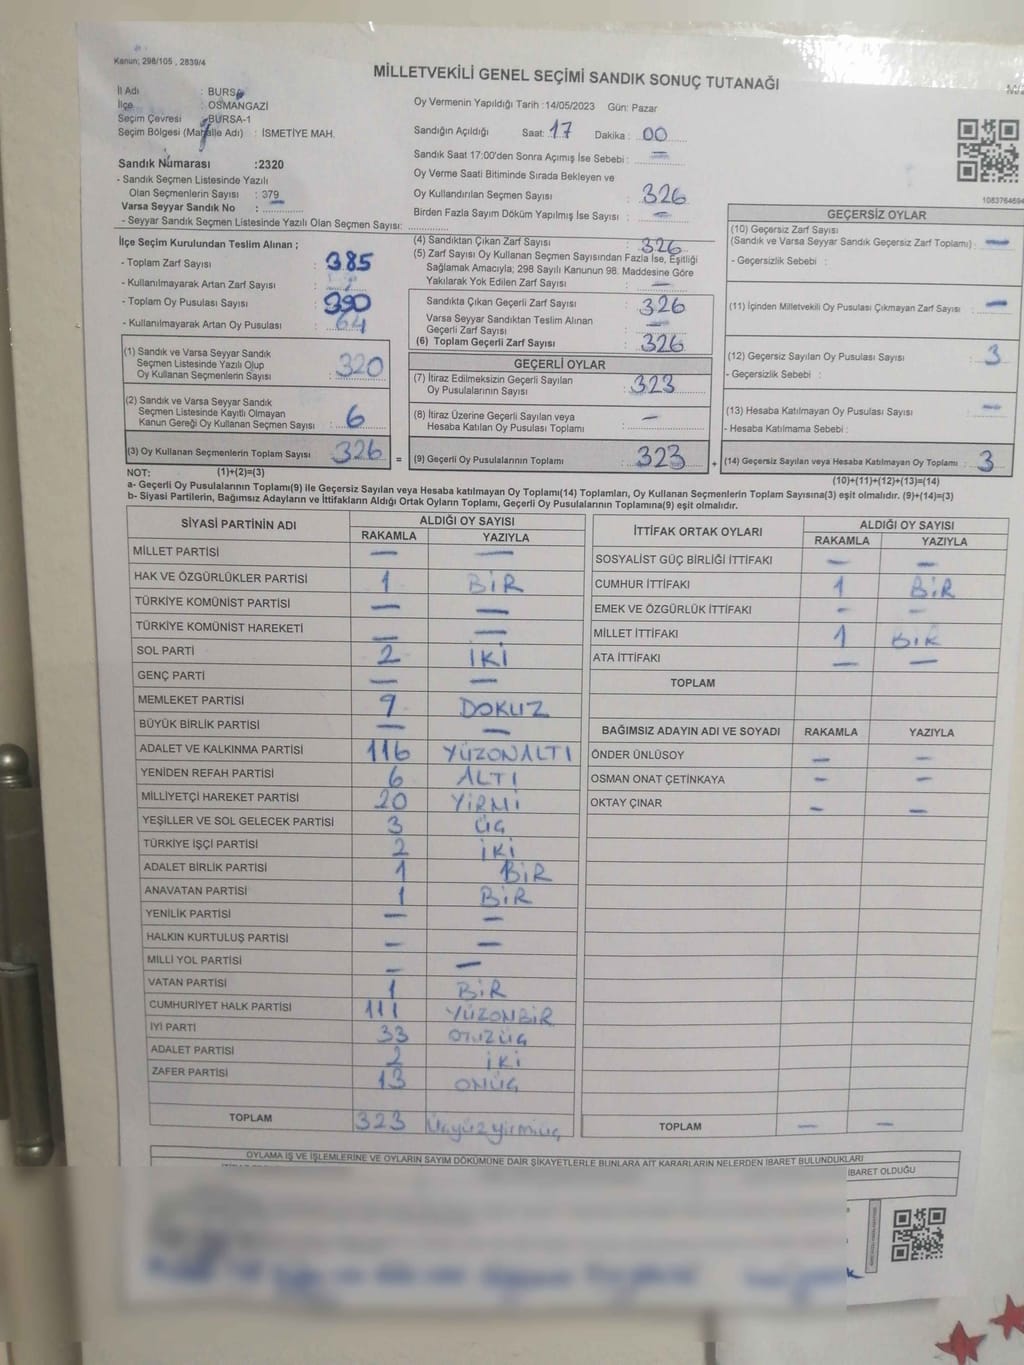 Kanun; 298/105 , 2839/4
MİLLETVEKİLİ GENEL SEÇİMİ SANDIK SONUÇ TUTANAĞI
İl Adı : BURSA
İlçe : OSMANGAZİ
Seçim Çevresi : BURSA-1
Seçim Bölgesi (Mahalle Adı) : İSMETİYE MAH.
Sandık Numarası :2320
- Sandık Seçmen Listesinde Yazılı
Olan Seçmenlerin Sayısı : 379
Varsa Seyyar Sandık No :
- Seyyar Sandık Seçmen Listesinde Yazılı Olan Seçmen Sayısı:
Oy Vermenin Yapıldığı Tarih :14/05/2023 Gün: Pazar
Sandığın Açıldığı Saat: 17 Dakika : 00
Sandık Saat 17:00'den Sonra Açımış İse Sebebi : —
Oy Verme Saati Bitiminde Sırada Bekleyen ve
Oy Kullandırılan Seçmen Sayısı : 326
Birden Fazla Sayım Döküm Yapılmış İse Sayısı : —
İlçe Seçim Kurulundan Teslim Alınan ;
- Toplam Zarf Sayısı : 385
- Kullanılmayarak Artan Zarf Sayısı :
- Toplam Oy Pusulası Sayısı : 390
- Kullanılmayarak Artan Oy Pusulası : 64
(1) Sandık ve Varsa Seyyar Sandık
Seçmen Listesinde Yazılı Olup
Oy Kullanan Seçmenlerin Sayısı : 320
(2) Sandık ve Varsa Seyyar Sandık
Seçmen Listesinde Kayıtlı Olmayan
Kanun Gereği Oy Kullanan Seçmen Sayısı : 6
(3) Oy Kullanan Seçmenlerin Toplam Sayısı : 326 =
(4) Sandıktan Çıkan Zarf Sayısı : 326
(5) Zarf Sayısı Oy Kullanan Seçmen Sayısından Fazla İse, Eşitliği
Sağlamak Amacıyla; 298 Sayılı Kanunun 98. Maddesine Göre
Yakılarak Yok Edilen Zarf Sayısı : —
Sandıkta Çıkan Geçerli Zarf Sayısı : 326
Varsa Seyyar Sandıktan Teslim Alınan
Geçerli Zarf Sayısı : —
(6) Toplam Geçerli Zarf Sayısı : 326
GEÇERLİ OYLAR
(7) İtiraz Edilmeksizin Geçerli Sayılan
Oy Pusulalarının Sayısı : 323
(8) İtiraz Üzerine Geçerli Sayılan veya
Hesaba Katılan Oy Pusulası Toplamı : —
(9) Geçerli Oy Pusulalarının Toplamı : 323 +
GEÇERSİZ OYLAR
(10) Geçersiz Zarf Sayısı
(Sandık ve Varsa Seyyar Sandık Geçersiz Zarf Toplamı) : —
- Geçersizlik Sebebi :
(11) İçinden Milletvekili Oy Pusulası Çıkmayan Zarf Sayısı : —
(12) Geçersiz Sayılan Oy Pusulası Sayısı : 3
- Geçersizlik Sebebi :
(13) Hesaba Katılmayan Oy Pusulası Sayısı : —
- Hesaba Katılmama Sebebi :
(14) Geçersiz Sayılan veya Hesaba Katılmayan Oy Toplamı : 3
NOT: (1)+(2)=(3)
(10)+(11)+(12)+(13)=(14)
a- Geçerli Oy Pusulalarının Toplamı(9) ile Geçersiz Sayılan veya Hesaba katılmayan Oy Toplamı(14) Toplamları, Oy Kullanan Seçmenlerin Toplam Sayısına(3) eşit olmalıdır. (9)+(14)=(3)
b- Siyasi Partilerin, Bağımsız Adayların ve İttifakların Aldığı Ortak Oyların Toplamı, Geçerli Oy Pusulalarının Toplamına(9) eşit olmalıdır.
SİYASİ PARTİNİN ADI ALDIĞI OY SAYISI
RAKAMLA YAZIYLA
MİLLET PARTİSİ — —
HAK VE ÖZGÜRLÜKLER PARTİSİ 1 BİR
TÜRKİYE KOMÜNİST PARTİSİ — —
TÜRKİYE KOMÜNİST HAREKETİ — —
SOL PARTİ 2 İKİ
GENÇ PARTİ — —
MEMLEKET PARTİSİ 9 DOKUZ
BÜYÜK BİRLİK PARTİSİ — —
ADALET VE KALKINMA PARTİSİ 116 YÜZONALTI
YENİDEN REFAH PARTİSİ 6 ALTI
MİLLİYETÇİ HAREKET PARTİSİ 20 YİRMİ
YEŞİLLER VE SOL GELECEK PARTİSİ 3 ÜÇ
TÜRKİYE İŞÇİ PARTİSİ 2 İKİ
ADALET BİRLİK PARTİSİ 1 BİR
ANAVATAN PARTİSİ 1 BİR
YENİLİK PARTİSİ — —
HALKIN KURTULUŞ PARTİSİ — —
MİLLİ YOL PARTİSİ — —
VATAN PARTİSİ 1 BİR
CUMHURİYET HALK PARTİSİ 111 YÜZONBİR
İYİ PARTİ 33 OTUZÜÇ
ADALET PARTİSİ 2 İKİ
ZAFER PARTİSİ 13 ONÜÇ
TOPLAM 323 Üçyüzyirmiüç
İTTİFAK ORTAK OYLARI ALDIĞI OY SAYISI
RAKAMLA YAZIYLA
SOSYALİST GÜÇ BİRLİĞİ İTTİFAKI — —
CUMHUR İTTİFAKI 1 BİR
EMEK VE ÖZGÜRLÜK İTTİFAKI — —
MİLLET İTTİFAKI 1 BİR
ATA İTTİFAKI — —
TOPLAM
BAĞIMSIZ ADAYIN ADI VE SOYADI RAKAMLA YAZIYLA
ÖNDER ÜNLÜSOY — —
OSMAN ONAT ÇETİNKAYA — —
OKTAY ÇINAR — —
TOPLAM — —
OYLAMA İŞ VE İŞLEMLERİNE VE OYLARIN SAYIM DÖKÜMÜNE DAİR ŞİKAYETLERLE BUNLARA AİT KARARLARIN NELERDEN İBARET BULUNDUKLARI
İBARET OLDUĞU